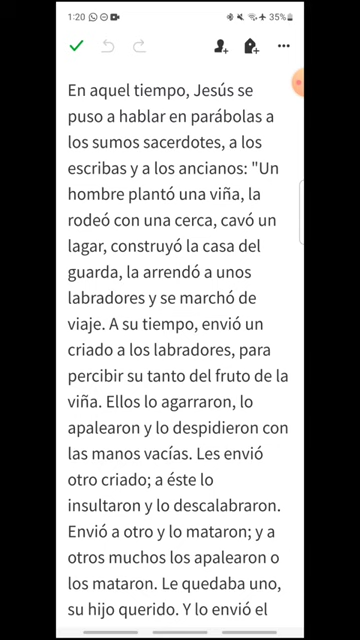 1:20
35%
En aquel tiempo, Jesús se
puso a hablar en parábolas a
los sumos sacerdotes, a los
escribas y a los ancianos: "Un
hombre plantó una viña, la
rodeó con una cerca, cavó un
lagar, construyó la casa del
guarda, la arrendó a unos
labradores y se marchó de
viaje. A su tiempo, envió un
criado a los labradores, para
percibir su tanto del fruto de la
viña. Ellos lo agarraron, lo
apalearon y lo despidieron con
las manos vacías. Les envió
otro criado; a éste lo
insultaron y lo descalabraron.
Envió a otro y lo mataron; y a
otros muchos los apalearon o
los mataron. Le quedaba uno,
su hijo querido. Y lo envió el